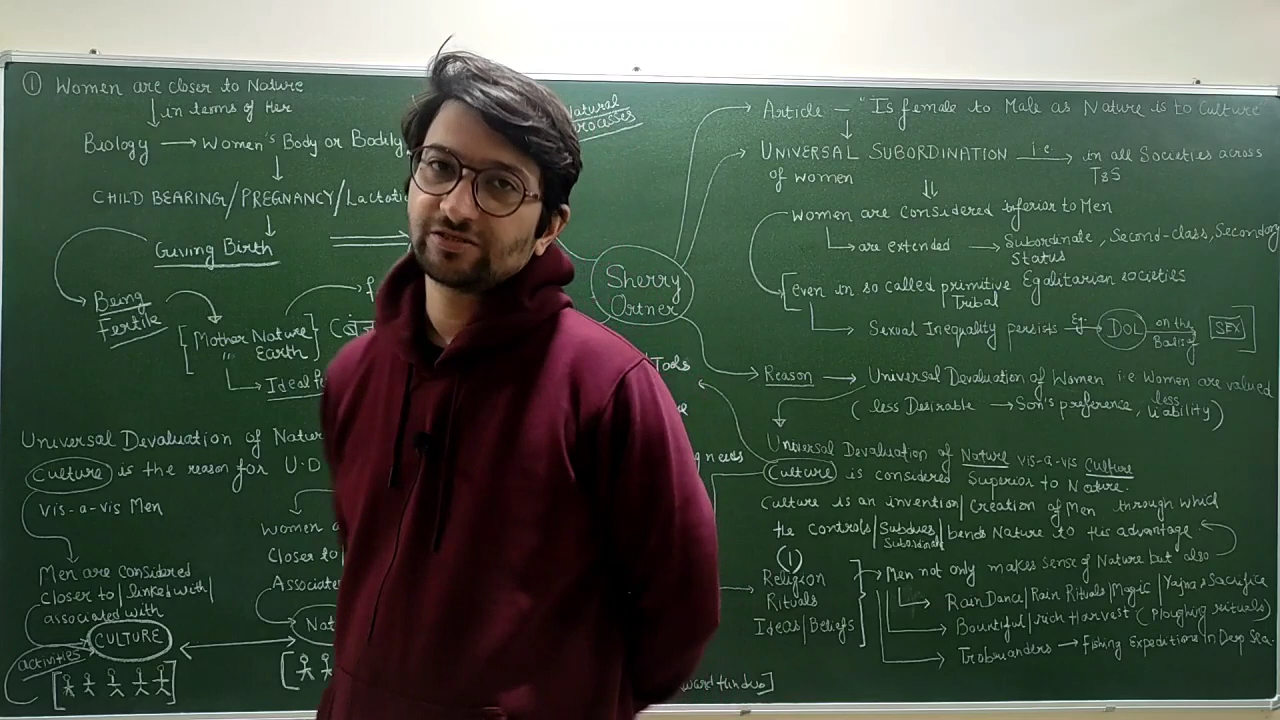 ① Women are closer to Nature
in terms of Her
Biology → Women's Body or Bodily
CHILD BEARING/PREGNANCY/Lactatio
Giving Birth
Being
Fertile
[Mother Nature
" Earth]
Ideal f
Universal Devaluation of Natur
Culture is the reason for U.D
vis-a-vis Men
Men are considered
closer to/linked with/
associated with
CULTURE
activities
women a
closer to
Associate
Nat
Natural
Processes
Sherry
Ortner
Tools
g needs
Article – "Is female to Male as Nature is to Culture
UNIVERSAL SUBORDINATION i.e. → in all Societies across
of women T&S
women are considered inferior to Men
are extended → Subordinate, Second-class, Secondary
Status
[even in so called primitive Egalitarian societies
Tribal
Sexual Inequality persists Eg: → DOL on the Basis of SEX]
Reason → Universal Devaluation of Women i.e Women are valued
less
(less Desirable → Son's preference, liability)
Universal Devaluation of Nature vis-a-vis Culture
Culture is considered Superior to Nature.
Culture is an invention/Creation of Men through which
he controls/Subdues/bends Nature to his advantage
Subordinate
(1)
Religion
Rituals
Ideas/Beliefs
Men not only makes sense of Nature but also
RainDance/Rain Rituals/Magic/Yajna & Sacrifice
Bountiful/rich Harvest (Ploughing rituals)
Trobrianders → Fishing Expeditions in Deep Sea.